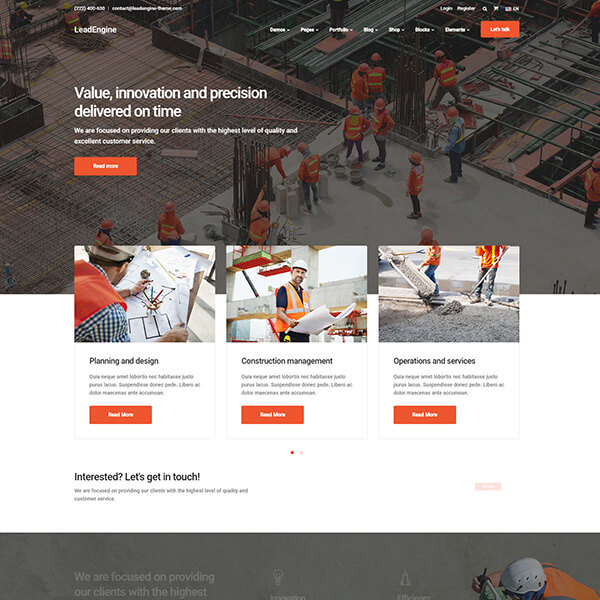 (222) 400-630 contact@leadengine-theme.com Login Register EN
LeadEngine Demos Pages Portfolio Blog Shop Blocks Elements Let's talk
Value, innovation and precision
delivered on time
We are focused on providing our clients with the highest level of quality and
excellent customer service.
Read more
Planning and design
Quia neque amet lobortis nec habitasse justo
purus lacus. Suspendisse donec pede. Libero ac
dolor maecenas ante accumsan.
Read More
Construction management
Quia neque amet lobortis nec habitasse justo
purus lacus. Suspendisse donec pede. Libero ac
dolor maecenas ante accumsan.
Read More
Operations and services
Quia neque amet lobortis nec habitasse justo
purus lacus. Suspendisse donec pede. Libero ac
dolor maecenas ante accumsan.
Read More
Interested? Let's get in touch!
We are focused on providing our clients with the highest level of quality and
customer service.
We are focused on providing
our clients with the highest
Innovation
Efficiency